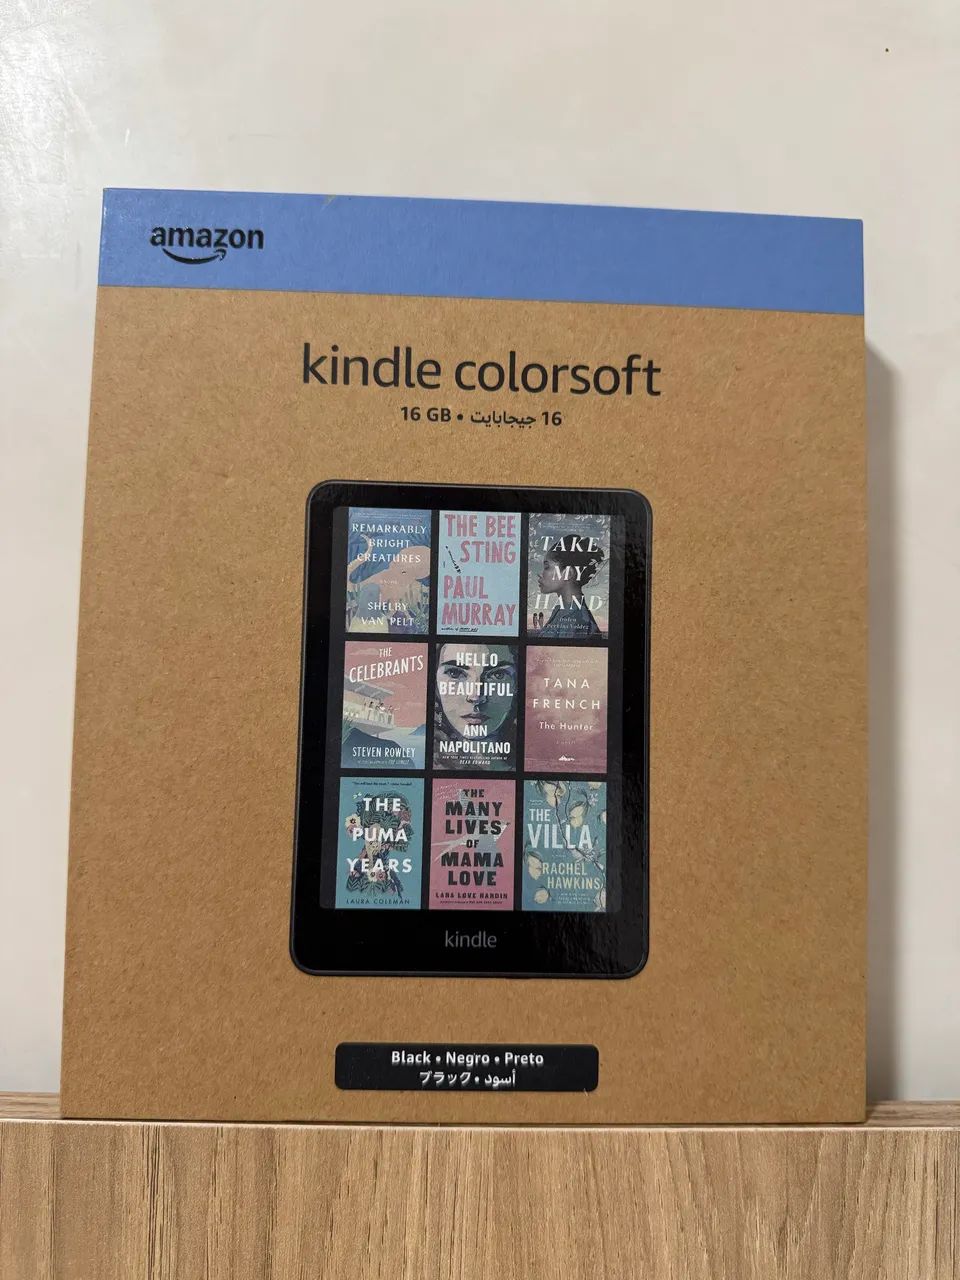 amazon
kindle colorsoft
16 GB • 16 جيجابايت
REMARKABLY
BRIGHT
CREATURES
SHELBY
VAN PELT
THE BEE
STING
PAUL
MURRAY
TAKE
MY
HAND
Dolen
Perkins-Valdez
THE
CELEBRANTS
STEVEN ROWLEY
HELLO
BEAUTIFUL
ANN
NAPOLITANO
TANA
FRENCH
The Hunter
THE
PUMA
YEARS
LAURA COLEMAN
THE
MANY
LIVES
OF
MAMA
LOVE
LARA LOVE HARDIN
THE
VILLA
RACHEL
HAWKINS
kindle
Black • Negro • Preto
ブラック • أسود